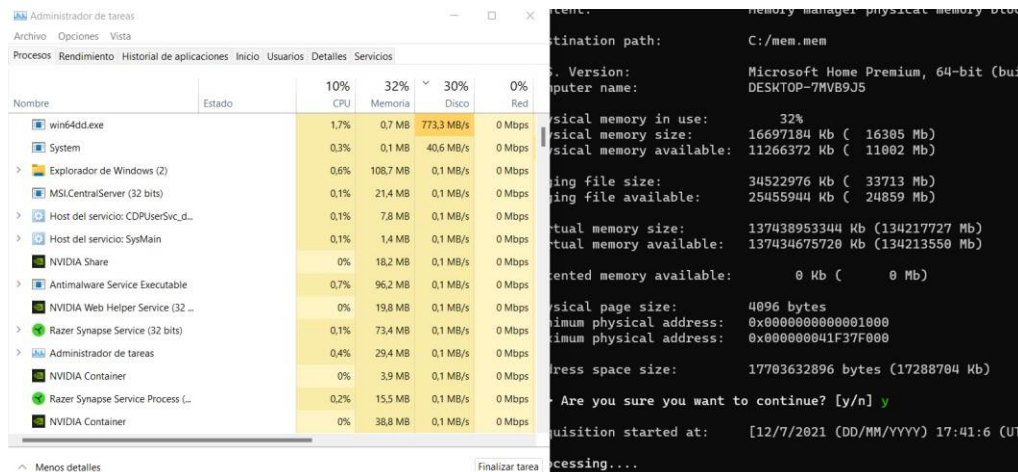 Administrador de tareas
Archivo Opciones Vista
Procesos Rendimiento Historial de aplicaciones Inicio Usuarios Detalles Servicios
10% 32% 30% 0%
Nombre Estado CPU Memoria Disco Red
win64dd.exe 1,7% 0,7 MB 773,3 MB/s 0 Mbps
System 0,3% 0,1 MB 40,6 MB/s 0 Mbps
Explorador de Windows (2) 0,6% 108,7 MB 0,1 MB/s 0 Mbps
MSI.CentralServer (32 bits) 0,1% 21,4 MB 0,1 MB/s 0 Mbps
Host del servicio: CDPUserSvc_d... 0,1% 7,8 MB 0,1 MB/s 0 Mbps
Host del servicio: SysMain 0,1% 1,4 MB 0,1 MB/s 0 Mbps
NVIDIA Share 0% 18,2 MB 0,1 MB/s 0 Mbps
Antimalware Service Executable 0,7% 96,2 MB 0,1 MB/s 0 Mbps
NVIDIA Web Helper Service (32 ... 0% 19,8 MB 0,1 MB/s 0 Mbps
Razer Synapse Service (32 bits) 0,1% 73,4 MB 0,1 MB/s 0 Mbps
Administrador de tareas 0,4% 29,4 MB 0,1 MB/s 0 Mbps
NVIDIA Container 0% 3,9 MB 0,1 MB/s 0 Mbps
Razer Synapse Service Process (... 0,2% 15,5 MB 0,1 MB/s 0 Mbps
NVIDIA Container 0% 38,8 MB 0,1 MB/s 0 Mbps
Menos detalles Finalizar tarea
memory manager physical memory
stination path: C:/mem.mem
. Version: Microsoft Home Premium, 64-bit (bui
puter name: DESKTOP-7MVB9J5
sical memory in use: 32%
sical memory size: 16697184 Kb ( 16305 Mb)
sical memory available: 11266372 Kb ( 11002 Mb)
ging file size: 34522976 Kb ( 33713 Mb)
ging file available: 25455944 Kb ( 24859 Mb)
tual memory size: 137438953344 Kb (134217727 Mb)
tual memory available: 137434675720 Kb (134213550 Mb)
ented memory available: 0 Kb ( 0 Mb)
sical page size: 4096 bytes
nimum physical address: 0x0000000000001000
ximum physical address: 0x000000041F37F000
ress space size: 17703632896 bytes (17288704 Kb)
> Are you sure you want to continue? [y/n] y
uisition started at: [12/7/2021 (DD/MM/YYYY) 17:41:6 (UT
cessing....